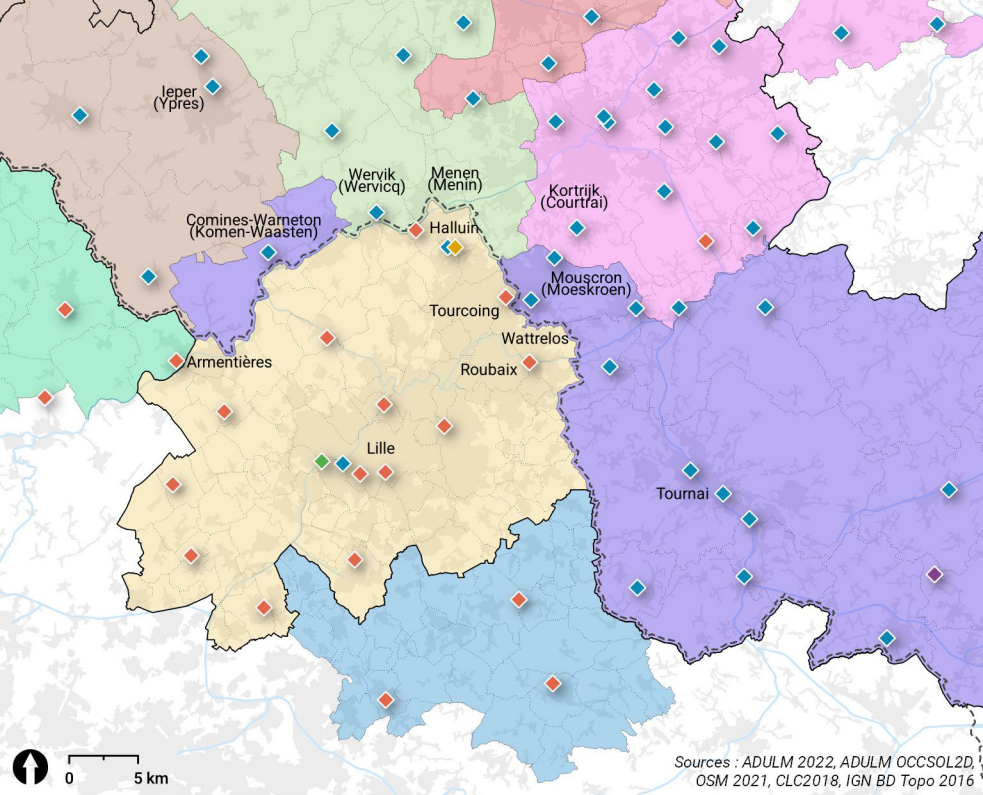 Ieper
(Ypres)
Wervik
(Wervicq)
Menen
(Menin)
Kortrijk
(Courtrai)
Comines-Warneton
(Komen-Waasten)
Halluin
Mouscron
(Moeskroen)
Tourcoing
Wattrelos
Armentières
Roubaix
Lille
Tournai
0
5 km
Sources : ADULM 2022, ADULM OCCSOL2D,
OSM 2021, CLC2018, IGN BD Topo 2016